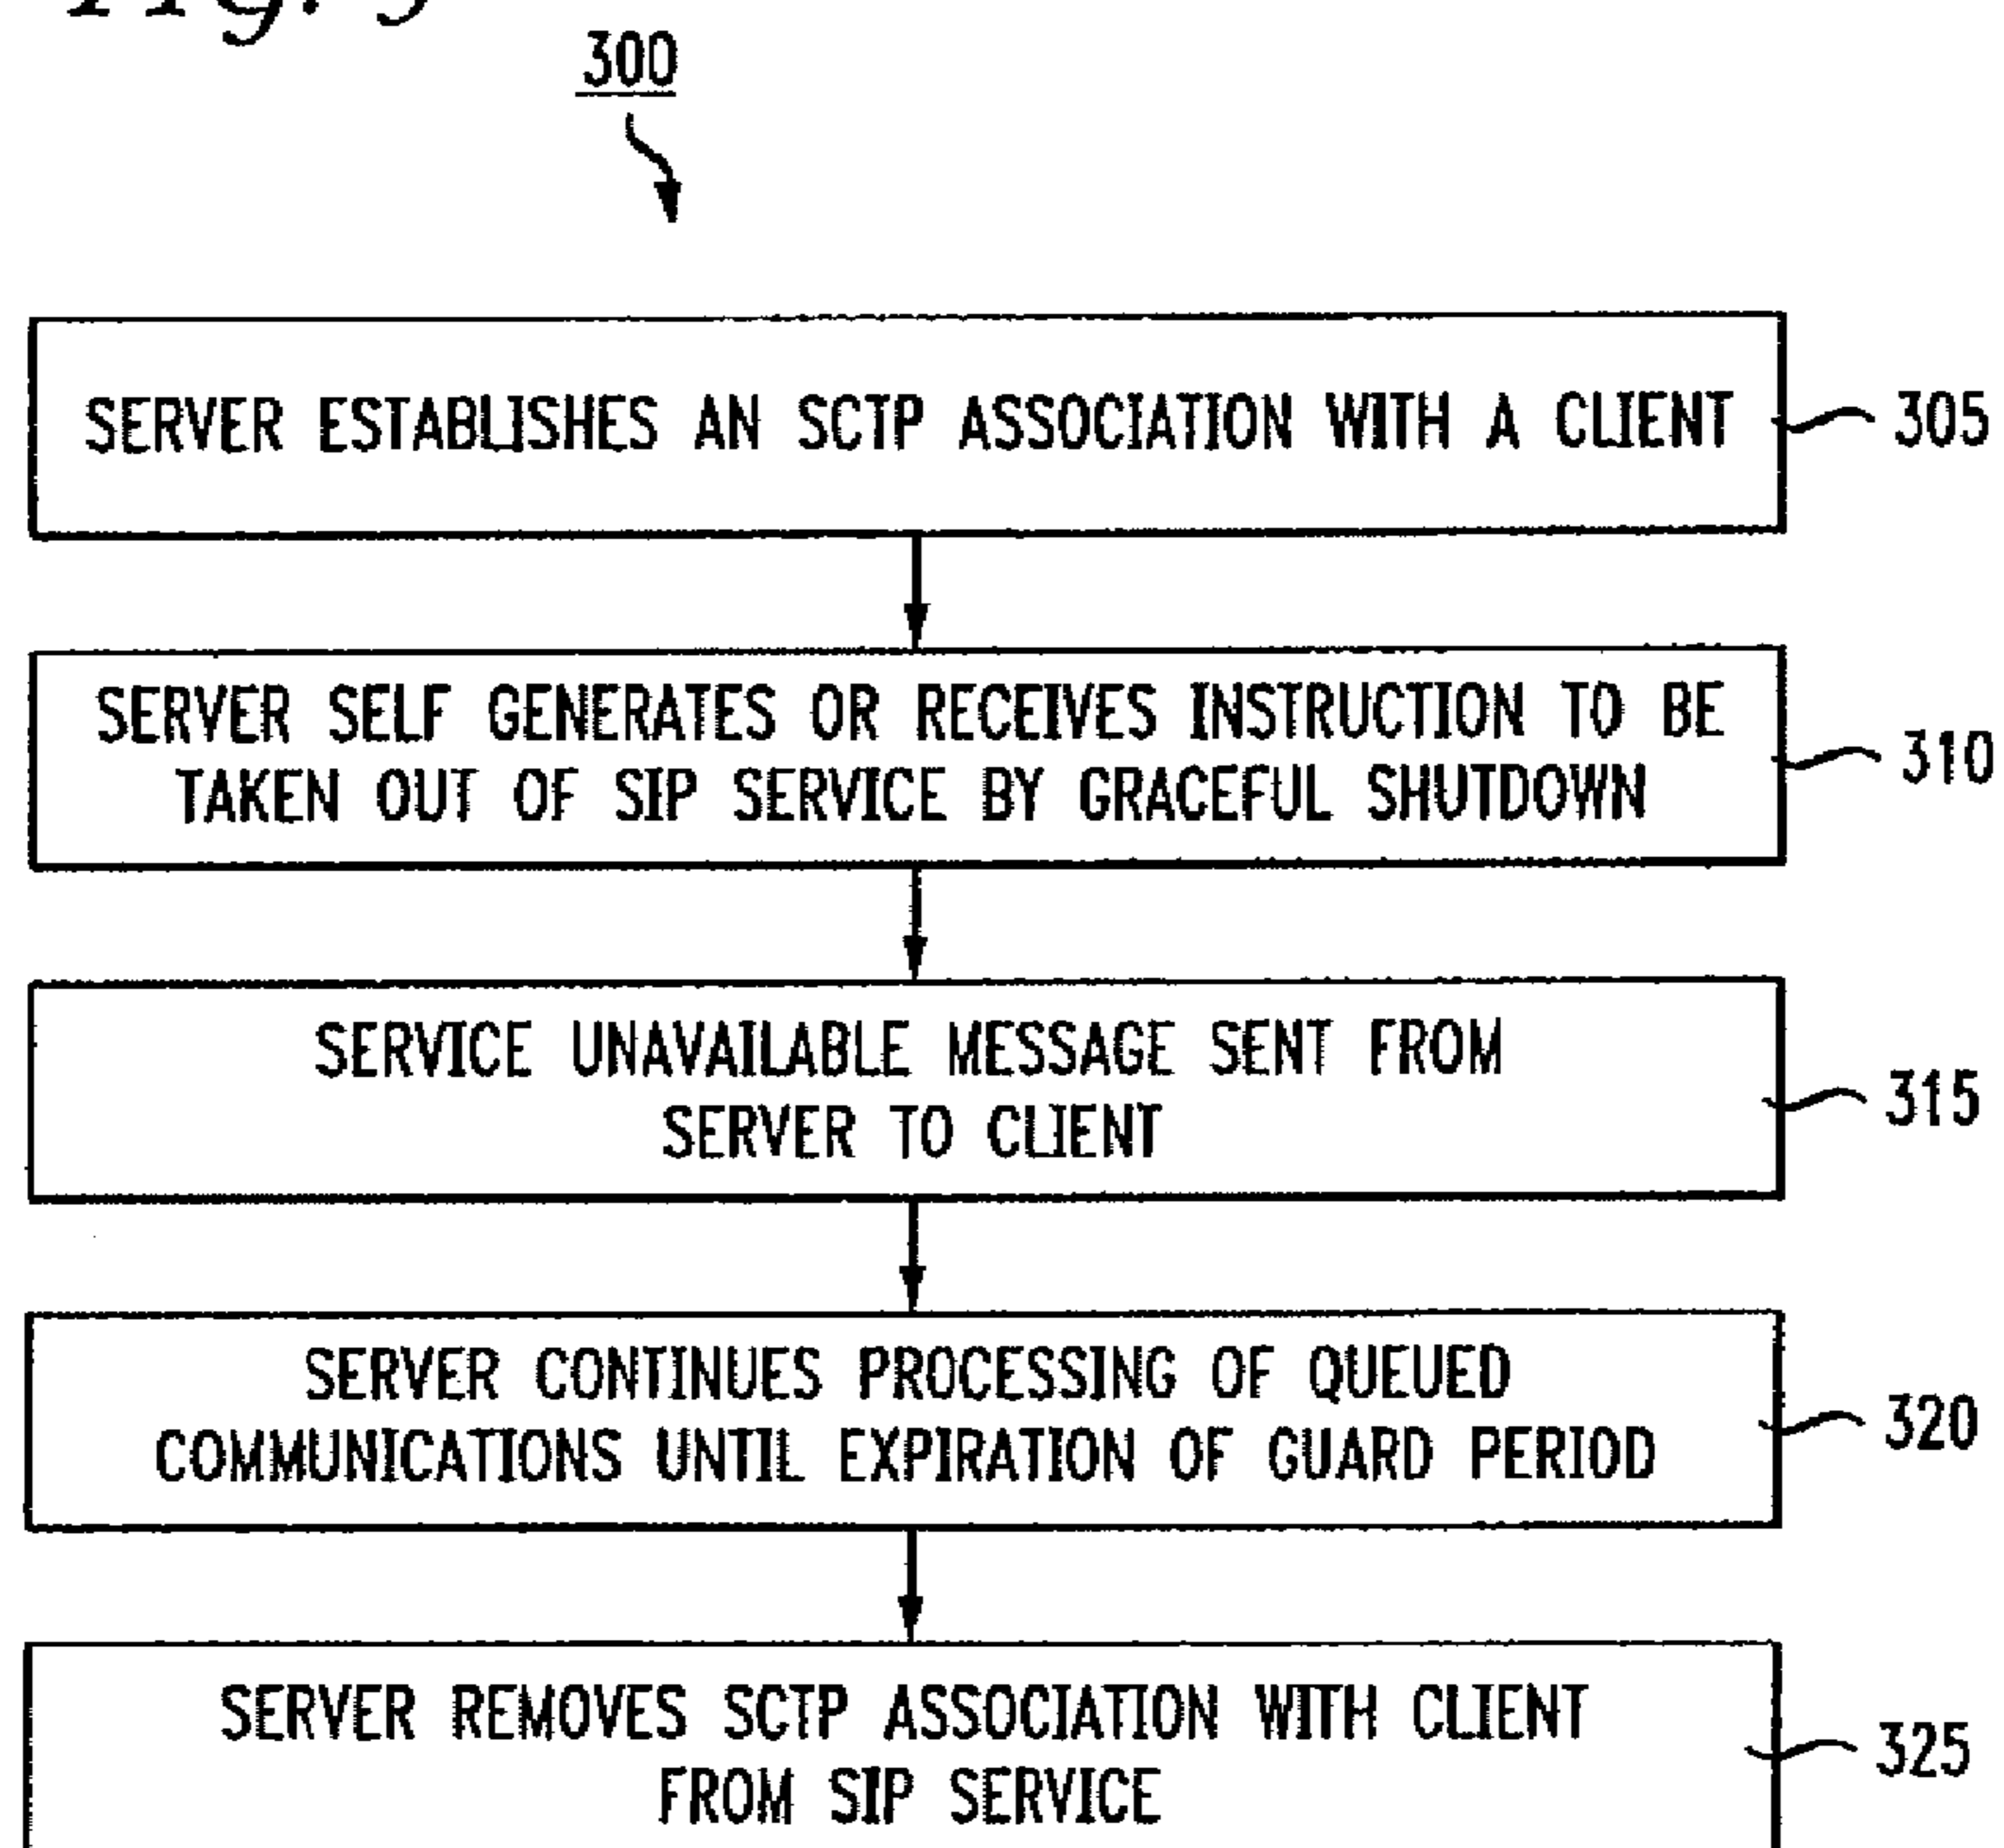 Fig. 3
300
SERVER ESTABLISHES AN SCTP ASSOCIATION WITH A CLIENT
305
SERVER SELF GENERATES OR RECEIVES INSTRUCTION TO BE
TAKEN OUT OF SIP SERVICE BY GRACEFUL SHUTDOWN
310
SERVICE UNAVAILABLE MESSAGE SENT FROM
SERVER TO CLIENT
315
SERVER CONTINUES PROCESSING OF QUEUED
COMMUNICATIONS UNTIL EXPIRATION OF GUARD PERIOD
320
SERVER REMOVES SCTP ASSOCIATION WITH CLIENT
FROM SIP SERVICE
325